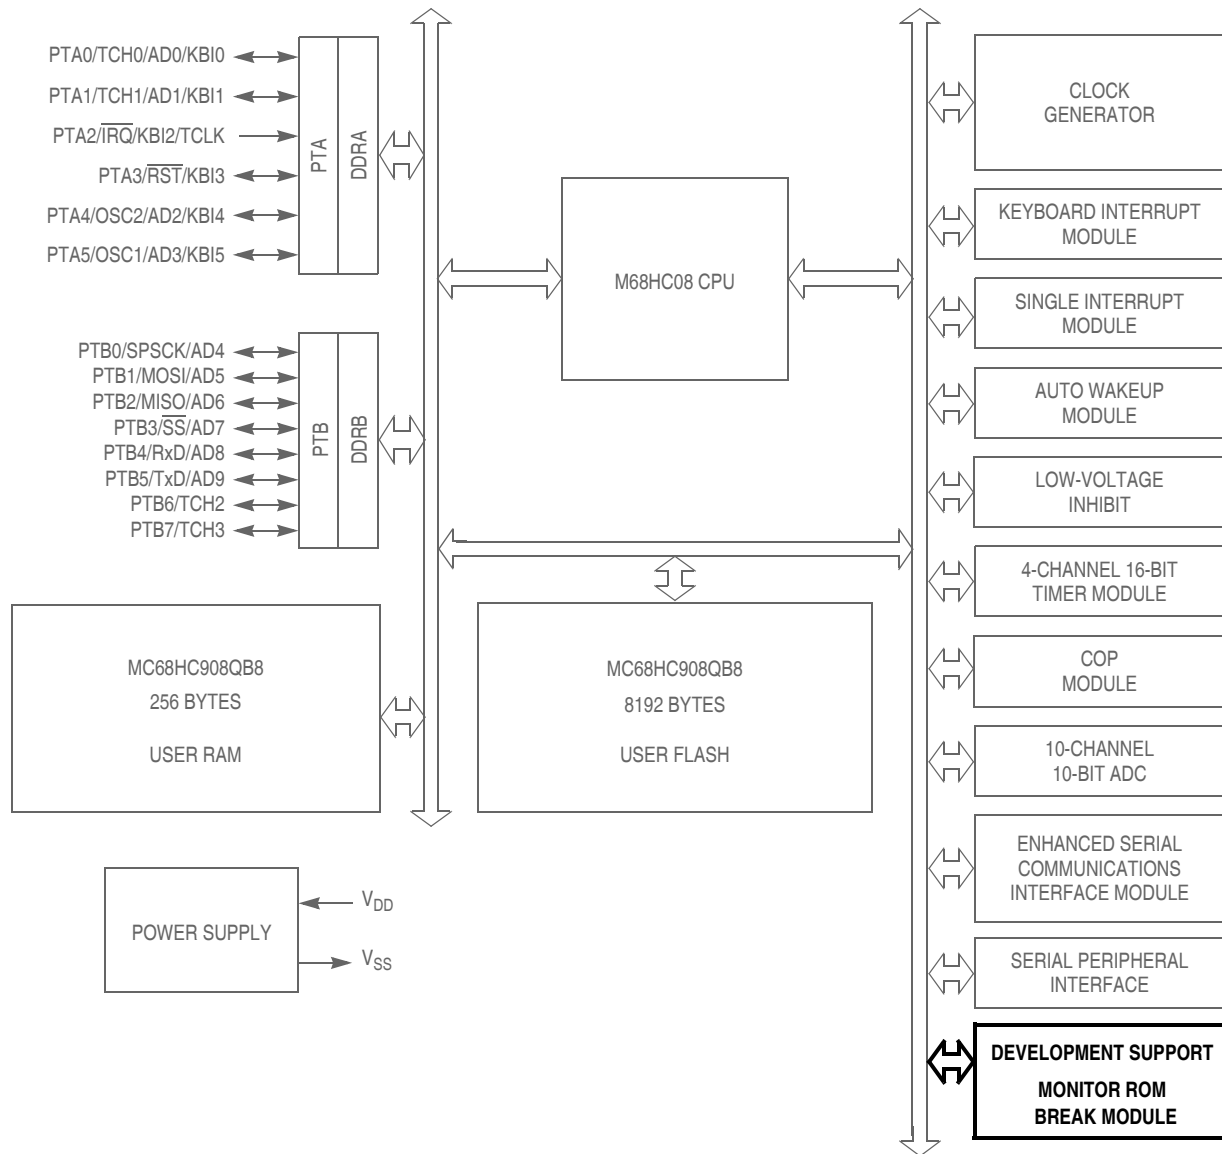 PTA0/TCH0/AD0/KBI0
PTA1/TCH1/AD1/KBI1
PTA2/I̅R̅Q̅/KBI2/TCLK
PTA3/R̅S̅T̅/KBI3
PTA4/OSC2/AD2/KBI4
PTA5/OSC1/AD3/KBI5
PTA
DDRA
PTB0/SPSCK/AD4
PTB1/MOSI/AD5
PTB2/MISO/AD6
PTB3/S̅S̅/AD7
PTB4/RxD/AD8
PTB5/TxD/AD9
PTB6/TCH2
PTB7/TCH3
PTB
DDRB
M68HC08 CPU
MC68HC908QB8
256 BYTES
USER RAM
MC68HC908QB8
8192 BYTES
USER FLASH
POWER SUPPLY
VDD
VSS
CLOCK
GENERATOR
KEYBOARD INTERRUPT
MODULE
SINGLE INTERRUPT
MODULE
AUTO WAKEUP
MODULE
LOW-VOLTAGE
INHIBIT
4-CHANNEL 16-BIT
TIMER MODULE
COP
MODULE
10-CHANNEL
10-BIT ADC
ENHANCED SERIAL
COMMUNICATIONS
INTERFACE MODULE
SERIAL PERIPHERAL
INTERFACE
DEVELOPMENT SUPPORT
MONITOR ROM
BREAK MODULE